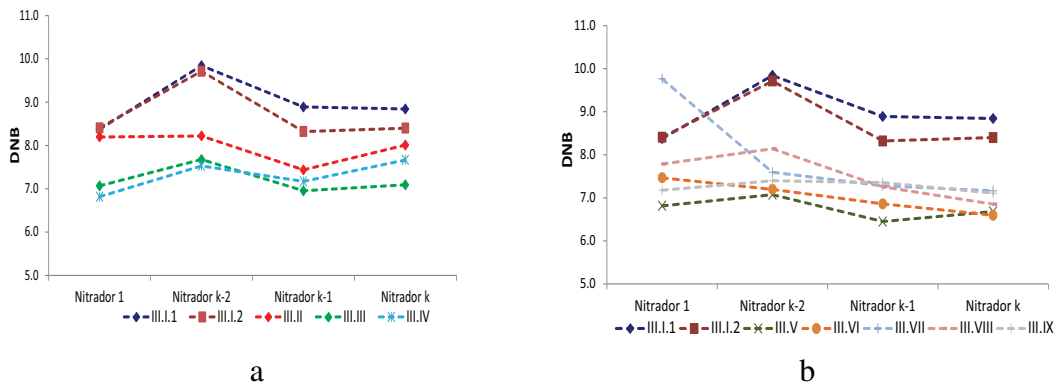 11.0
10.0
9.0
8.0
7.0
6.0
5.0
DNB
Nitrador 1 Nitrador k-2 Nitrador k-1 Nitrador k
III.I.1 III.I.2 III.II III.III III.IV
a
11.0
10.0
9.0
8.0
7.0
6.0
5.0
DNB
Nitrador 1 Nitrador k-2 Nitrador k-1 Nitrador k
III.I.1 III.I.2 III.V III.VI III.VII III.VIII III.IX
b